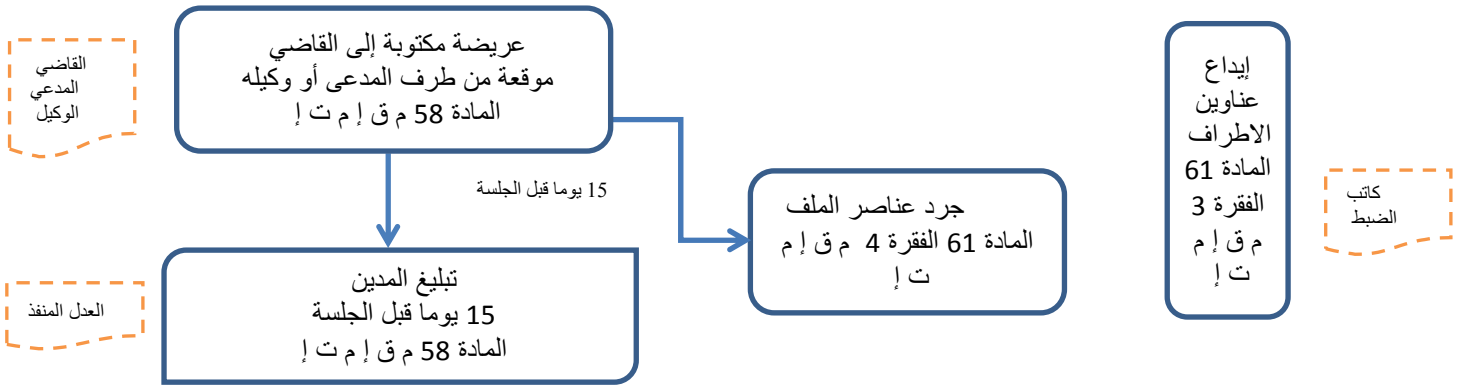 إيداع
عناوين
الاطراف
المادة 61
الفقرة 3
م ق إ م
ت إ
كاتب
الضبط
عريضة مكتوبة إلى القاضي
موقعة من طرف المدعى أو وكيله
المادة 58 م ق إ م ت إ
القاضي
المدعي
الوكيل
15 يوما قبل الجلسة
جرد عناصر الملف
المادة 61 الفقرة 4 م ق إ م
ت إ
تبليغ المدين
15 يوما قبل الجلسة
المادة 58 م ق إ م ت إ
العدل المنفذ